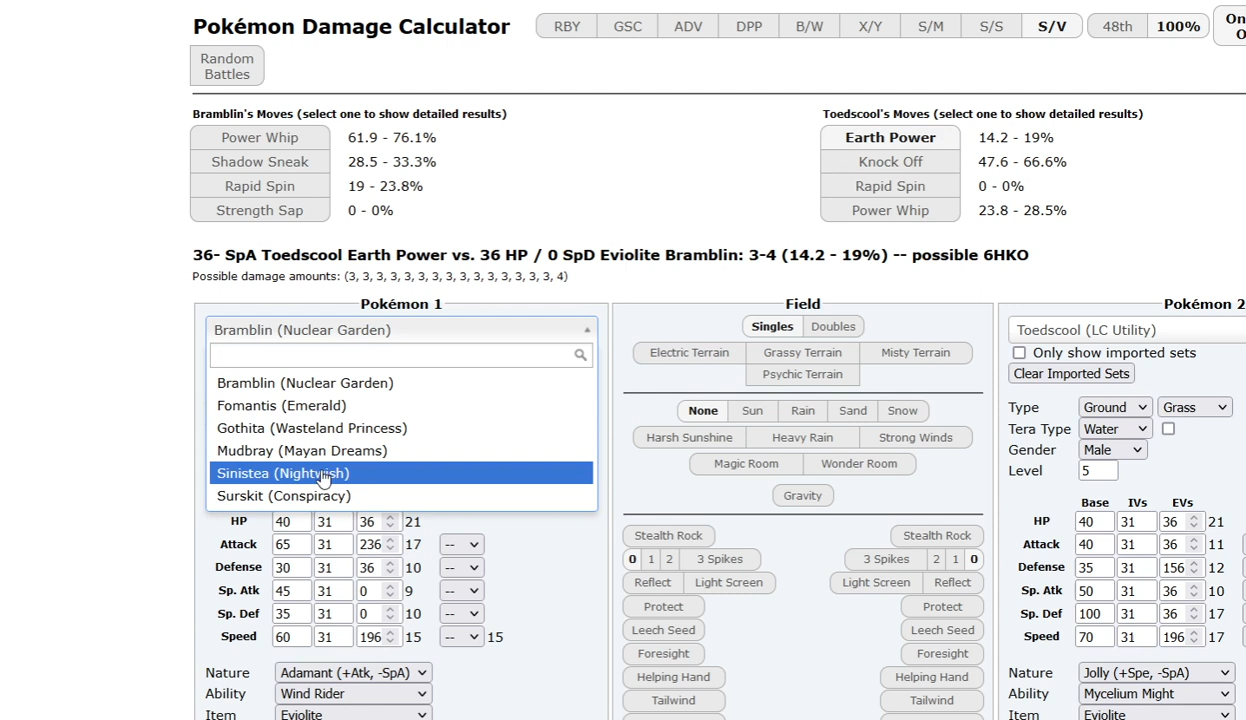 Pokémon Damage Calculator
RBY GSC ADV DPP B/W X/Y S/M S/S S/V 48th 100% On
O
Random
Battles
Bramblin's Moves (select one to show detailed results)
Power Whip 61.9 - 76.1%
Shadow Sneak 28.5 - 33.3%
Rapid Spin 19 - 23.8%
Strength Sap 0 - 0%
Toedscool's Moves (select one to show detailed results)
Earth Power 14.2 - 19%
Knock Off 47.6 - 66.6%
Rapid Spin 0 - 0%
Power Whip 23.8 - 28.5%
36- SpA Toedscool Earth Power vs. 36 HP / 0 SpD Eviolite Bramblin: 3-4 (14.2 - 19%) -- possible 6HKO
Possible damage amounts: (3, 3, 3, 3, 3, 3, 3, 3, 3, 3, 3, 3, 3, 3, 3, 4)
Pokémon 1
Bramblin (Nuclear Garden)
Bramblin (Nuclear Garden)
Fomantis (Emerald)
Gothita (Wasteland Princess)
Mudbray (Mayan Dreams)
Sinistea (Nightwish)
Surskit (Conspiracy)
HP 40 31 36 21
Attack 65 31 236 17 --
Defense 30 31 36 10 --
Sp. Atk 45 31 0 9 --
Sp. Def 35 31 0 10 --
Speed 60 31 196 15 -- 15
Nature Adamant (+Atk, -SpA)
Ability Wind Rider
Item Eviolite
Field
Singles Doubles
Electric Terrain Grassy Terrain Misty Terrain
Psychic Terrain
None Sun Rain Sand Snow
Harsh Sunshine Heavy Rain Strong Winds
Magic Room Wonder Room
Gravity
Stealth Rock Stealth Rock
0 1 2 3 Spikes 3 Spikes 2 1 0
Reflect Light Screen Light Screen Reflect
Protect Protect
Leech Seed Leech Seed
Foresight Foresight
Helping Hand Helping Hand
Tailwind Tailwind
Pokémon 2
Toedscool (LC Utility)
Only show imported sets
Clear Imported Sets
Type Ground Grass
Tera Type Water
Gender Male
Level 5
Base IVs EVs
HP 40 31 36 21
Attack 40 31 36 11
Defense 35 31 156 12
Sp. Atk 50 31 36 10
Sp. Def 100 31 36 17
Speed 70 31 196 17
Nature Jolly (+Spe, -SpA)
Ability Mycelium Might
Item Eviolite